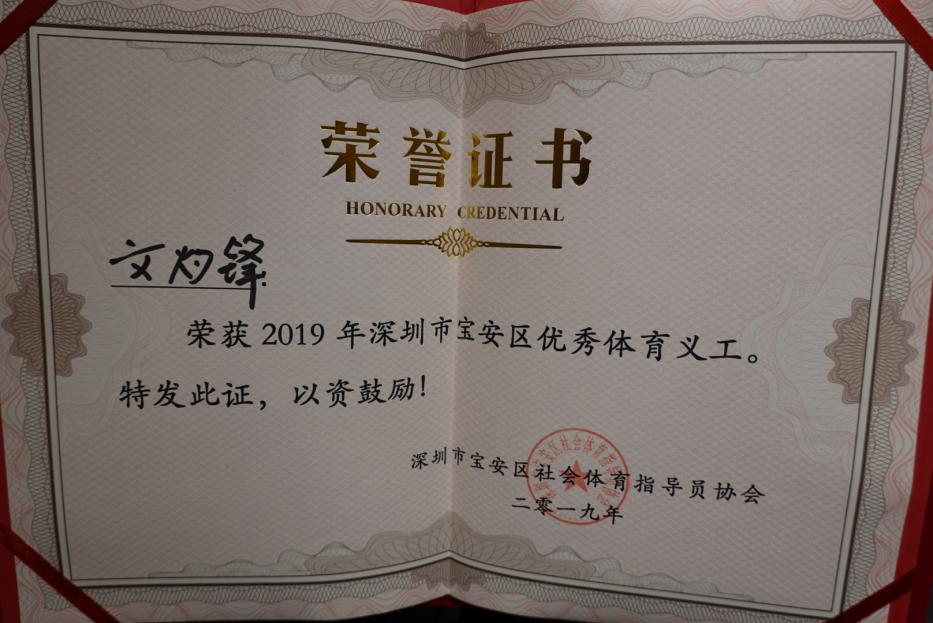 荣誉证书
HONORARY CREDENTIAL
文灼锋
荣获2019年深圳市宝安区优秀体育义工。
特发此证，以资鼓励！
深圳市宝安区社会体育指导员协会
二零一九年